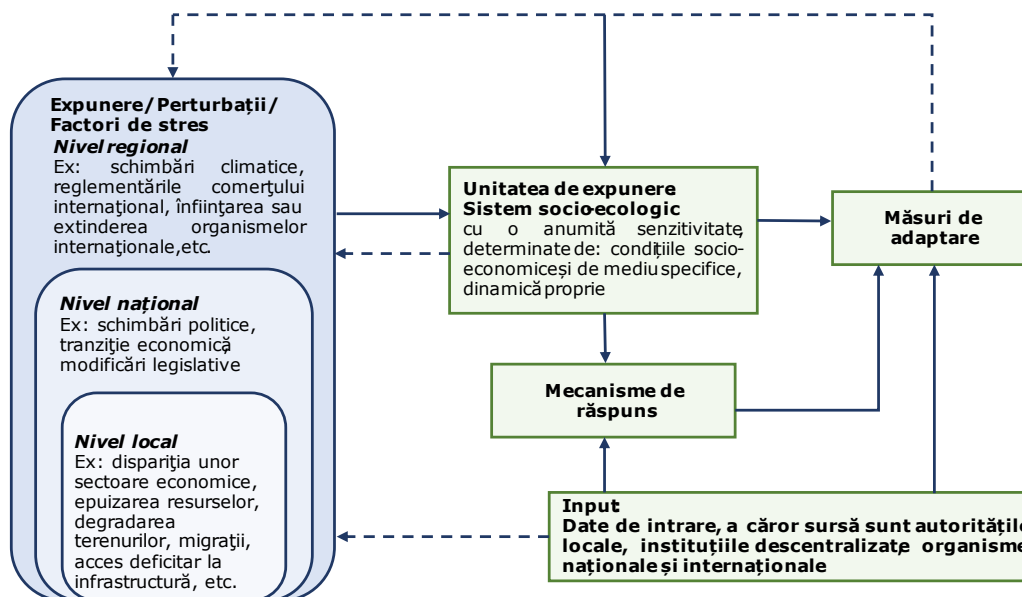 Expunere/Perturbații/
Factori de stres
Nivel regional
Ex: schimbări climatice,
reglementările comerţului
internaţional, înfiinţarea sau
extinderea organismelor
internaţionale,etc.
Nivel național
Ex: schimbări politice,
tranziţie economică,
modificări legislative
Nivel local
Ex: dispariţia unor
sectoare economice,
epuizarea resurselor,
degradarea
terenurilor, migraţii,
acces deficitar la
infrastructură, etc.
Unitatea de expunere
Sistem socio-ecologic
cu o anumită senzitivitate,
determinate de: condiţiile socio-
economice și de mediu specifice,
dinamică proprie
Măsuri de
adaptare
Mecanisme de
răspuns
Input:
Date de intrare, a căror sursă sunt autorităţile
locale, instituțiile descentralizate, organisme
naționale și internaționale